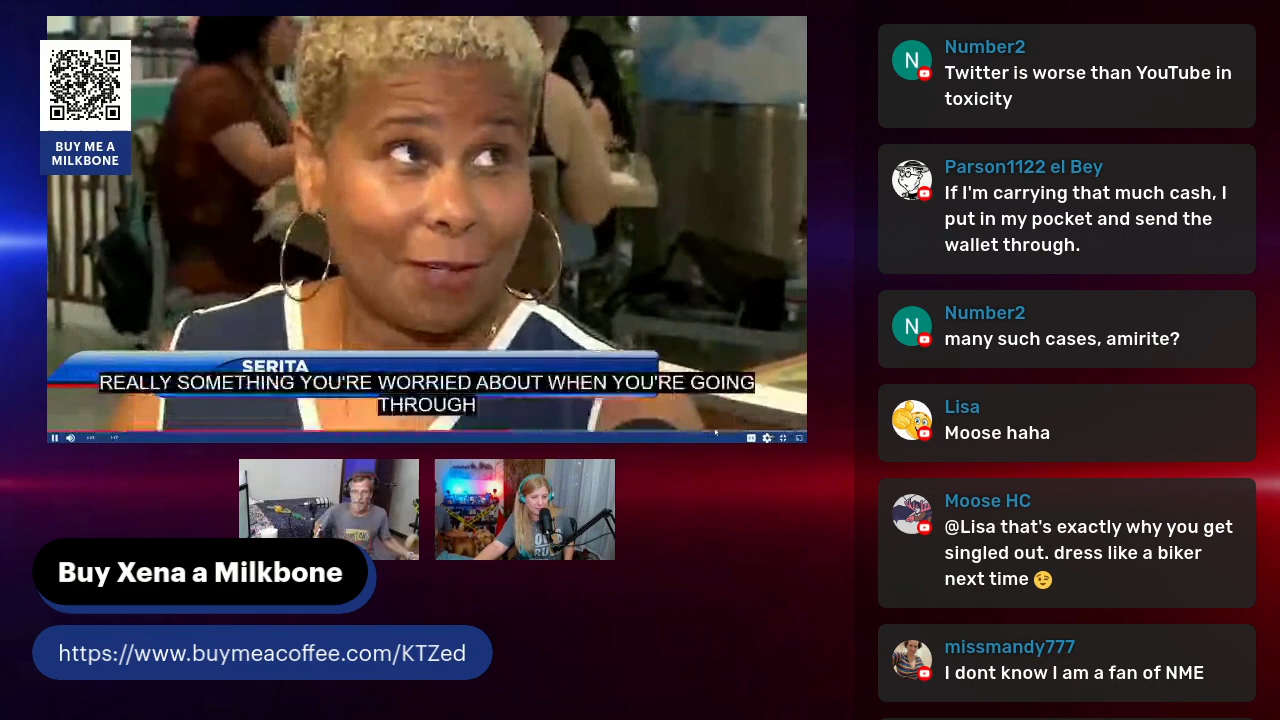 BUY ME A
MILKBONE
SERITA
REALLY SOMETHING YOU'RE WORRIED ABOUT WHEN YOU'RE GOING
THROUGH
Buy Xena a Milkbone
https://www.buymeacoffee.com/KTZed
Number2
Twitter is worse than YouTube in
toxicity
Parson1122 el Bey
If I'm carrying that much cash, I
put in my pocket and send the
wallet through.
N
Number2
many such cases, amirite?
Lisa
Moose haha
Moose HC
@Lisa that's exactly why you get
singled out. dress like a biker
next time 😉
missmandy777
I dont know I am a fan of NME